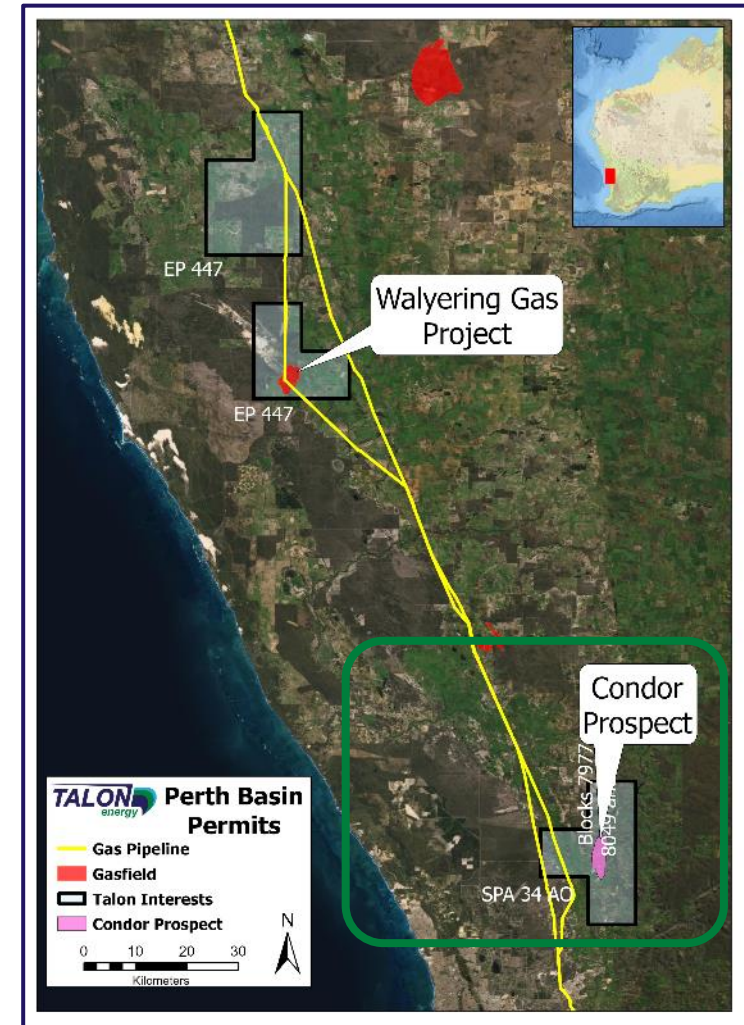 EP 447
Walyering Gas
Project
EP 447
Condor
Prospect
Blocks 7977
8049
SPA 34 AO
TALON
energy
Perth Basin
Permits
Gas Pipeline
Gasfield
Talon Interests
Condor Prospect
N
0 10 20 30
Kilometers